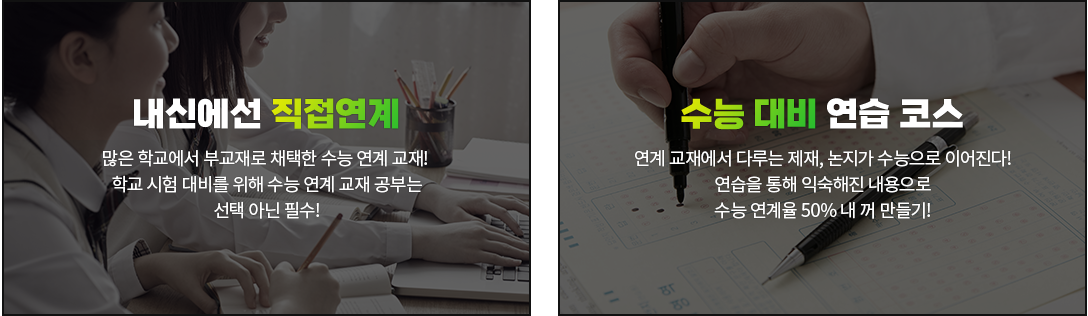 내신에선 직접연계
많은 학교에서 부교재로 채택한 수능 연계 교재!
학교 시험 대비를 위해 수능 연계 교재 공부는
선택 아닌 필수!
수능 대비 연습 코스
연계 교재에서 다루는 제재, 논지가 수능으로 이어진다!
연습을 통해 익숙해진 내용으로
수능 연계율 50% 내 꺼 만들기!